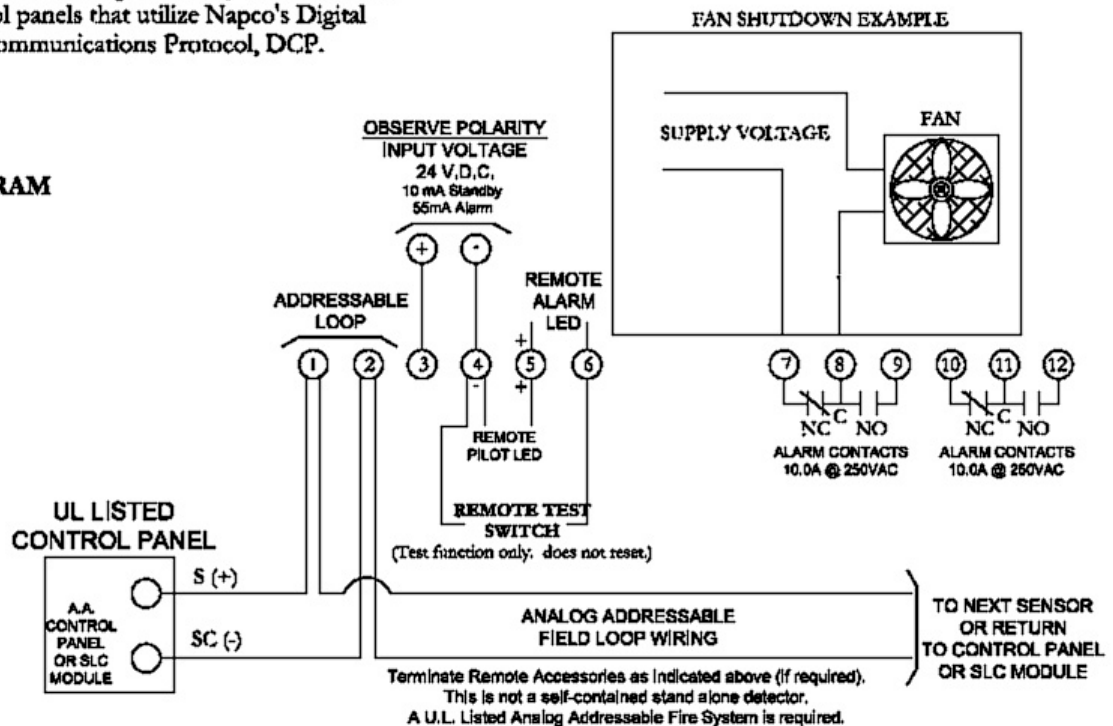 ol panels that utilize Napco's Digital
ommunications Protocol, DCP.
RAM
FAN SHUTDOWN EXAMPLE
SUPPLY VOLTAGE
FAN
OBSERVE POLARITY
INPUT VOLTAGE
24 V.D.C.
10 mA Standby
55mA Alarm
+ -
ADDRESSABLE
LOOP
REMOTE
ALARM
LED
+
1 2 3 4 5 6 7 8 9 10 11 12
- +
REMOTE
PILOT LED
NC C NO
ALARM CONTACTS
10.0A @ 250VAC
NC C NO
ALARM CONTACTS
10.0A @ 250VAC
REMOTE TEST
SWITCH
(Test function only. does not reset.)
UL LISTED
CONTROL PANEL
A.A.
CONTROL
PANEL
OR SLC
MODULE
S (+)
SC (-)
ANALOG ADDRESSABLE
FIELD LOOP WIRING
TO NEXT SENSOR
OR RETURN
TO CONTROL PANEL
OR SLC MODULE
Terminate Remote Accessories as indicated above (if required).
This is not a self-contained stand alone detector.
A U.L. Listed Analog Addressable Fire System is required.